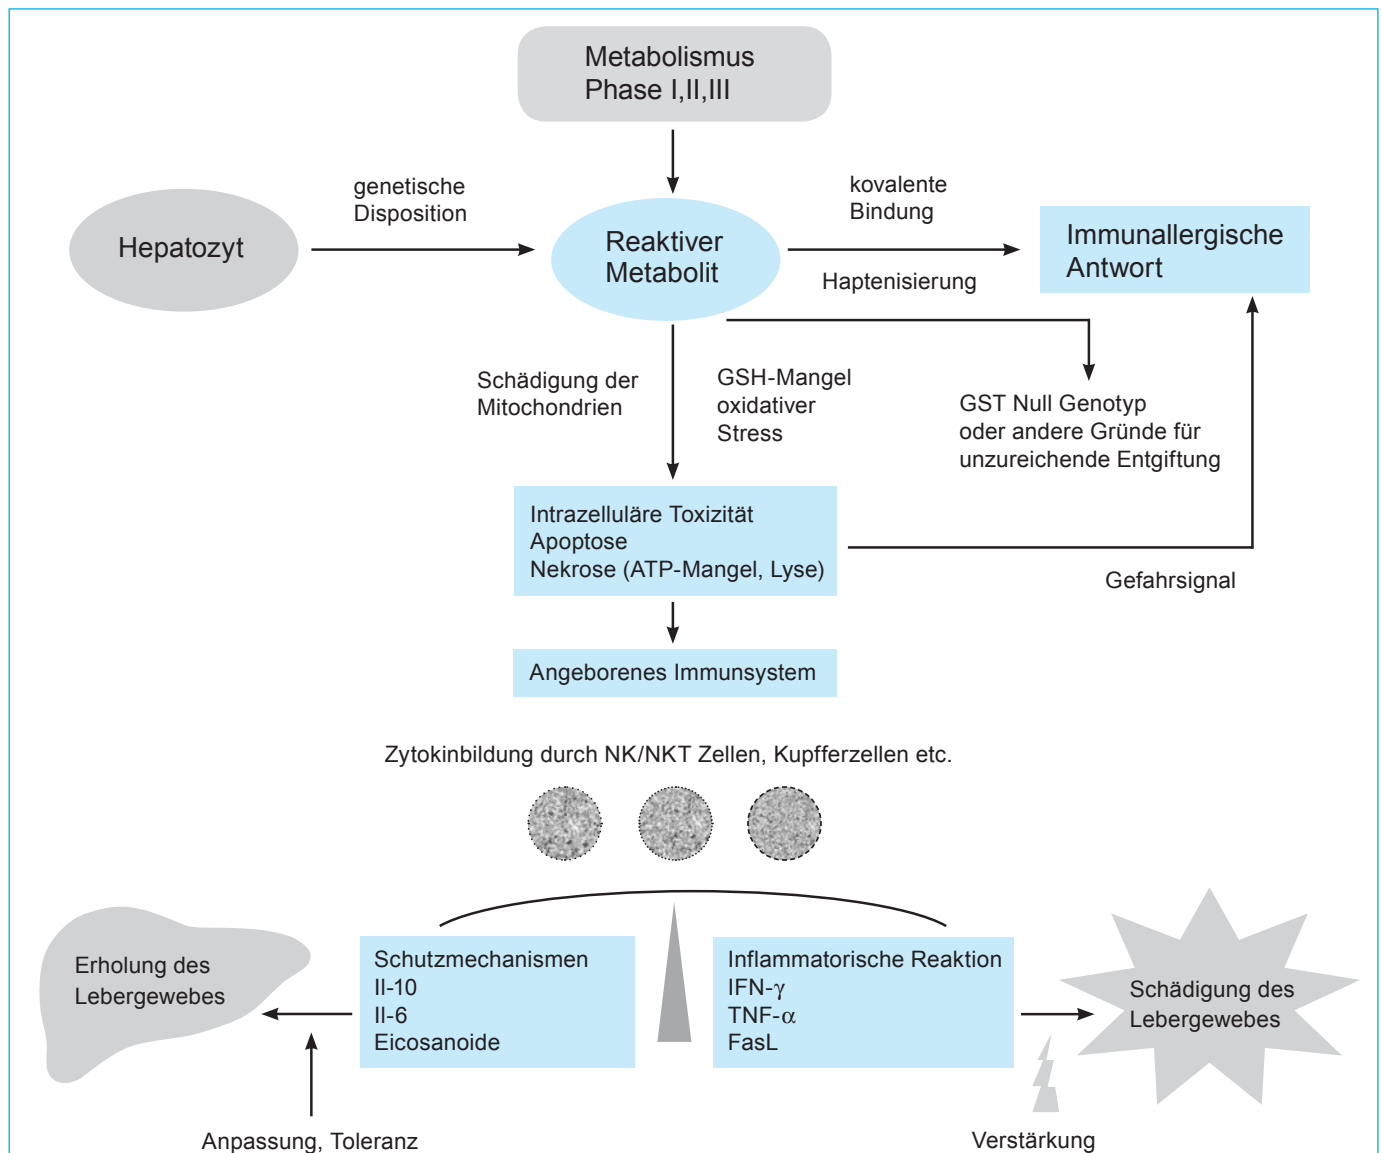 Metabolismus
Phase I,II,III
genetische
Disposition
kovalente
Bindung
Hepatozyt
Reaktiver
Metabolit
Immunallergische
Antwort
Haptenisierung
Schädigung der
Mitochondrien
GSH-Mangel
oxidativer
Stress
GST Null Genotyp
oder andere Gründe für
unzureichende Entgiftung
Intrazelluläre Toxizität
Apoptose
Nekrose (ATP-Mangel, Lyse)
Gefahrsignal
Angeborenes Immunsystem
Zytokinbildung durch NK/NKT Zellen, Kupfferzellen etc.
Erholung des
Lebergewebes
Schutzmechanismen
Il-10
Il-6
Eicosanoide
Inflammatorische Reaktion
IFN-γ
TNF-α
FasL
Schädigung des
Lebergewebes
Anpassung, Toleranz
Verstärkung